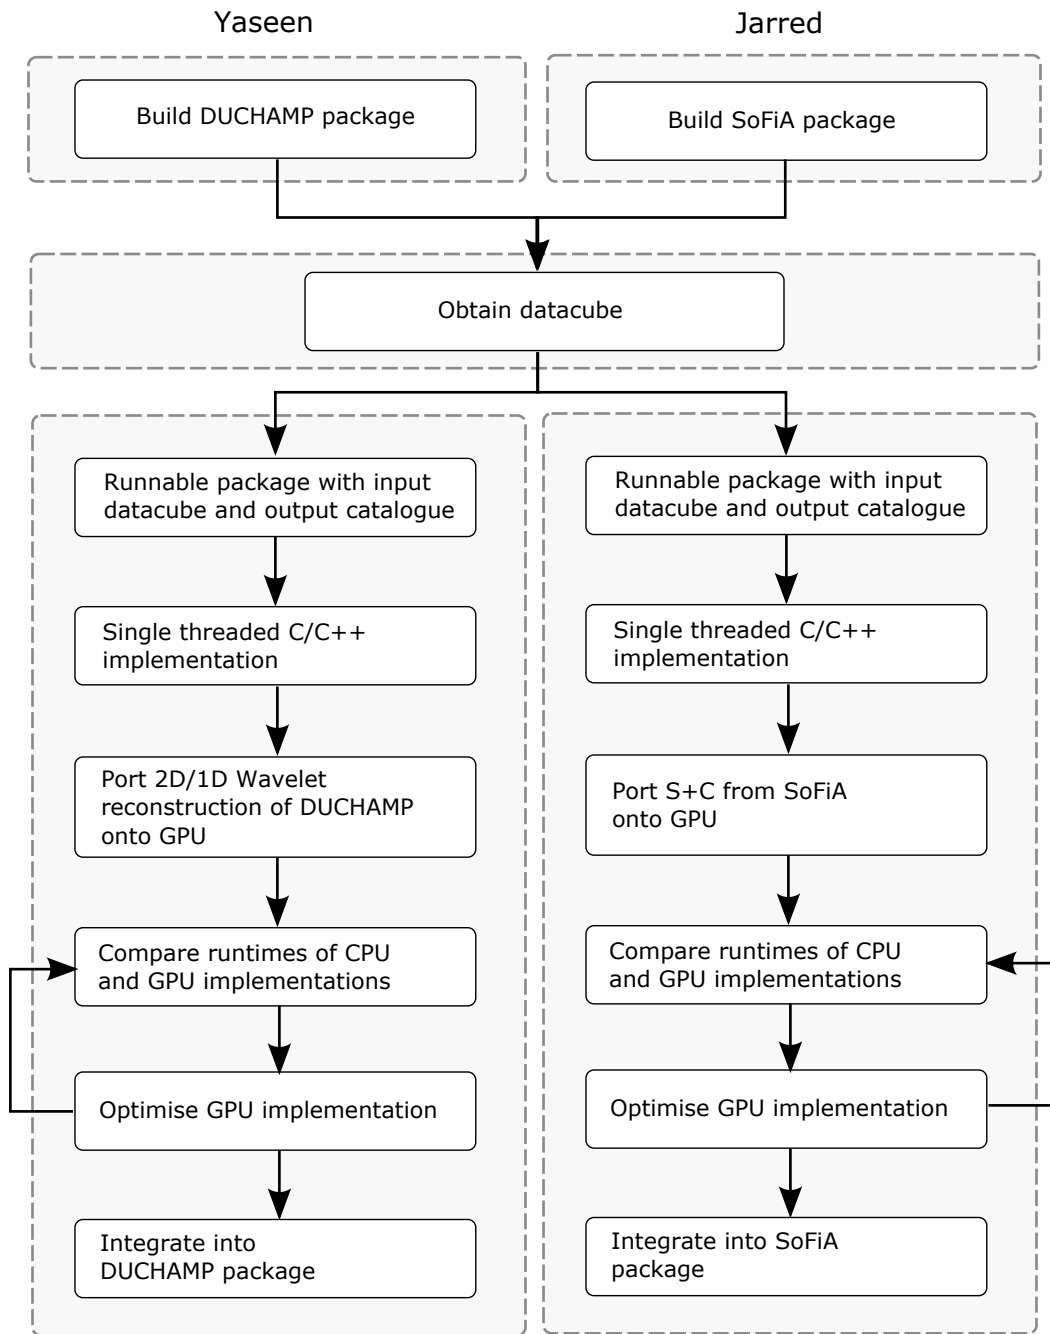 Yaseen
Jarred
Build DUCHAMP package
Build SoFiA package
Obtain datacube
Runnable package with input
datacube and output catalogue
Runnable package with input
datacube and output catalogue
Single threaded C/C++
implementation
Single threaded C/C++
implementation
Port 2D/1D Wavelet
reconstruction of DUCHAMP
onto GPU
Port S+C from SoFiA
onto GPU
Compare runtimes of CPU
and GPU implementations
Compare runtimes of CPU
and GPU implementations
Optimise GPU implementation
Optimise GPU implementation
Integrate into
DUCHAMP package
Integrate into SoFiA
package